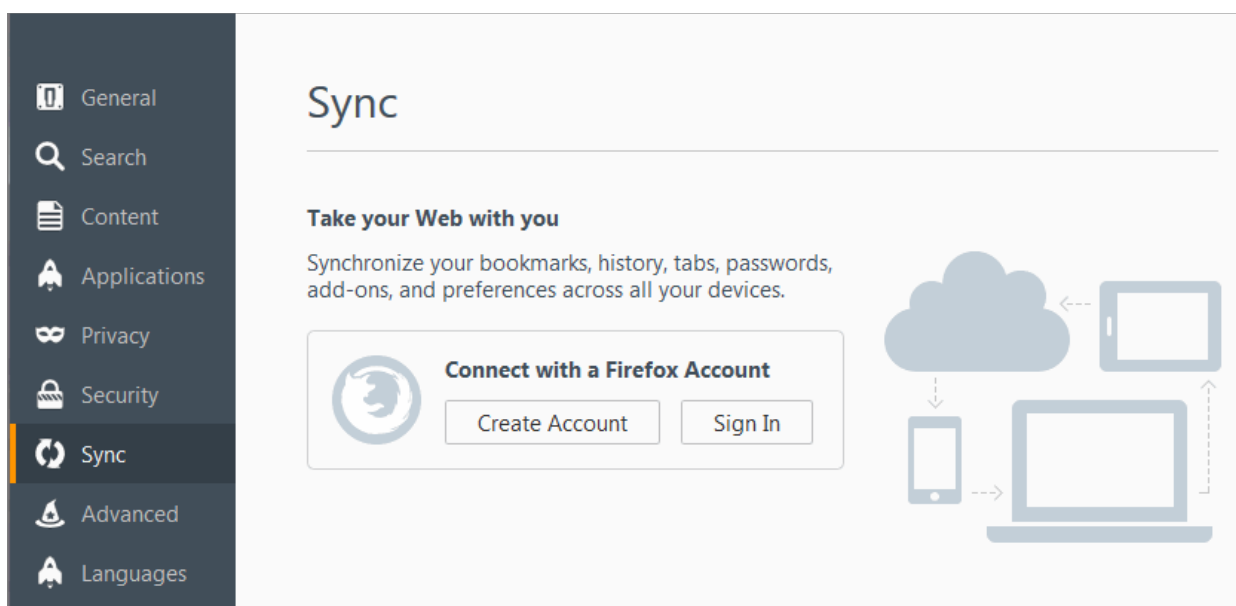 General
Search
Content
Applications
Privacy
Security
Sync
Advanced
Languages
Sync
Take your Web with you
Synchronize your bookmarks, history, tabs, passwords,
add-ons, and preferences across all your devices.
Connect with a Firefox Account
Create Account
Sign In